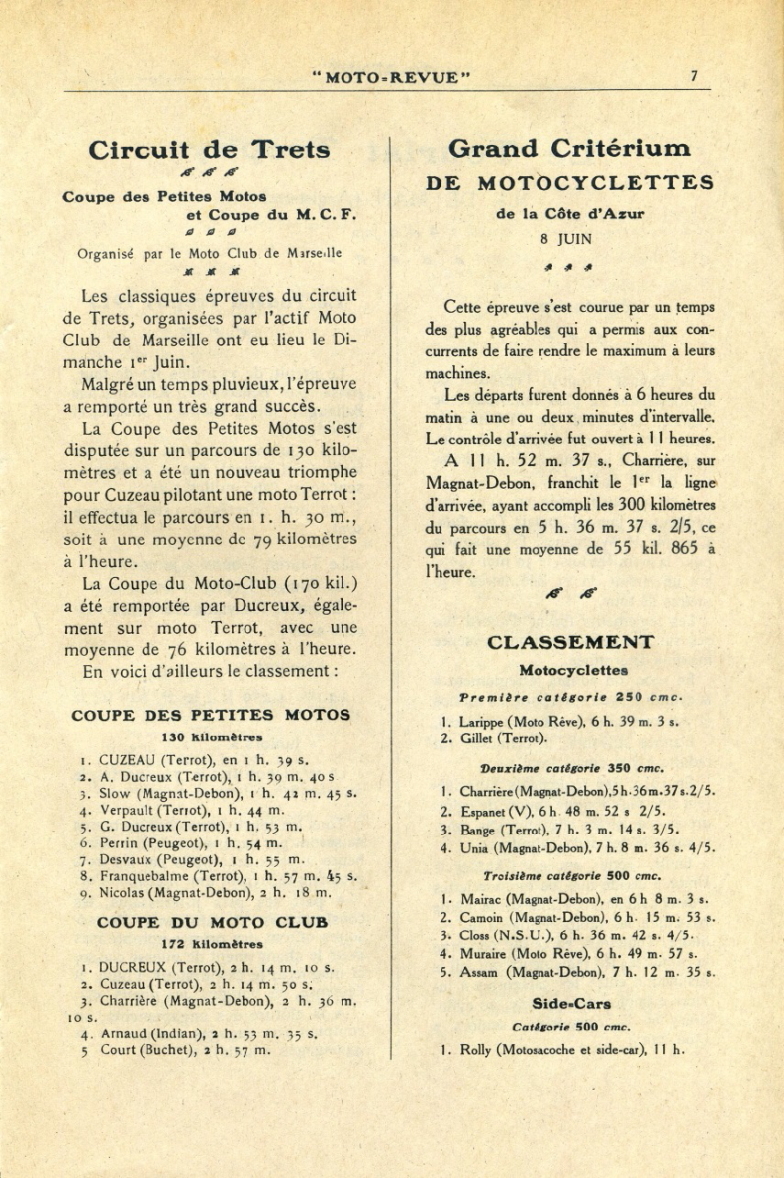 “MOTO=REVUE”
7
Circuit de Trets
Coupe des Petites Motos
et Coupe du M. C. F.
Organisé par le Moto Club de Marseille
Les classiques épreuves du circuit
de Trets, organisées par l'actif Moto
Club de Marseille ont eu lieu le Di-
manche 1er Juin.
Malgré un temps pluvieux, l'épreuve
a remporté un très grand succès.
La Coupe des Petites Motos s'est
disputée sur un parcours de 130 kilo-
mètres et a été un nouveau triomphe
pour Cuzeau pilotant une moto Terrot :
il effectua le parcours en 1. h. 30 m.,
soit à une moyenne de 79 kilomètres
à l'heure.
La Coupe du Moto-Club (170 kil.)
a été remportée par Ducreux, égale-
ment sur moto Terrot, avec une
moyenne de 76 kilomètres à l'heure.
En voici d'ailleurs le classement :
COUPE DES PETITES MOTOS
130 kilomètres
1. CUZEAU (Terrot), en 1 h. 39 s.
2. A. Ducreux (Terrot), 1 h. 39 m. 40 s
3. Slow (Magnat-Debon), 1 h. 42 m. 45 s.
4. Verpault (Terrot), 1 h. 44 m.
5. G. Ducreux (Terrot), 1 h. 53 m.
6. Perrin (Peugeot), 1 h. 54 m.
7. Desvaux (Peugeot), 1 h. 55 m.
8. Franquebalme (Terrot), 1 h. 57 m. 45 s.
9. Nicolas (Magnat-Debon), 2 h. 18 m.
COUPE DU MOTO CLUB
172 Kilomètres
1. DUCREUX (Terrot), 2 h. 14 m. 10 s.
2. Cuzeau (Terrot), 2 h. 14 m. 50 s.
3. Charrière (Magnat-Debon), 2 h. 36 m.
10 s.
4. Arnaud (Indian), 2 h. 53 m. 35 s.
5 Court (Buchet), 2 h. 57 m.
Grand Critérium
DE MOTOCYCLETTES
de la Côte d'Azur
8 JUIN
Cette épreuve s'est courue par un temps
des plus agréables qui a permis aux con-
currents de faire rendre le maximum à leurs
machines.
Les départs furent donnés à 6 heures du
matin à une ou deux minutes d'intervalle.
Le contrôle d'arrivée fut ouvert à 11 heures.
A 11 h. 52 m. 37 s., Charrière, sur
Magnat-Debon, franchit le 1er la ligne
d'arrivée, ayant accompli les 300 kilomètres
du parcours en 5 h. 36 m. 37 s. 2/5, ce
qui fait une moyenne de 55 kil. 865 à
l'heure.
CLASSEMENT
Motocyclettes
Première catégorie 250 cmc.
1. Larippe (Moto Rêve), 6 h. 39 m. 3 s.
2. Gillet (Terrot).
Deuxième catégorie 350 cmc.
1. Charrière (Magnat-Debon), 5 h. 36 m. 37 s. 2/5.
2. Espanet (V), 6 h. 48 m. 52 s 2/5.
3. Bange (Terrot), 7 h. 3 m. 14 s. 3/5.
4. Unia (Magnat-Debon), 7 h. 8 m. 36 s. 4/5.
Troisième catégorie 500 cmc.
1. Mairac (Magnat-Debon), en 6 h 8 m. 3 s.
2. Camoin (Magnat-Debon), 6 h. 15 m. 53 s.
3. Closs (N.S.U.), 6 h. 36 m. 42 s. 4/5.
4. Muraire (Moto Rêve), 6 h. 49 m. 57 s.
5. Assam (Magnat-Debon), 7 h. 12 m. 35 s.
Side=Cars
Catégorie 500 cmc.
1. Rolly (Motosacoche et side-car), 11 h.